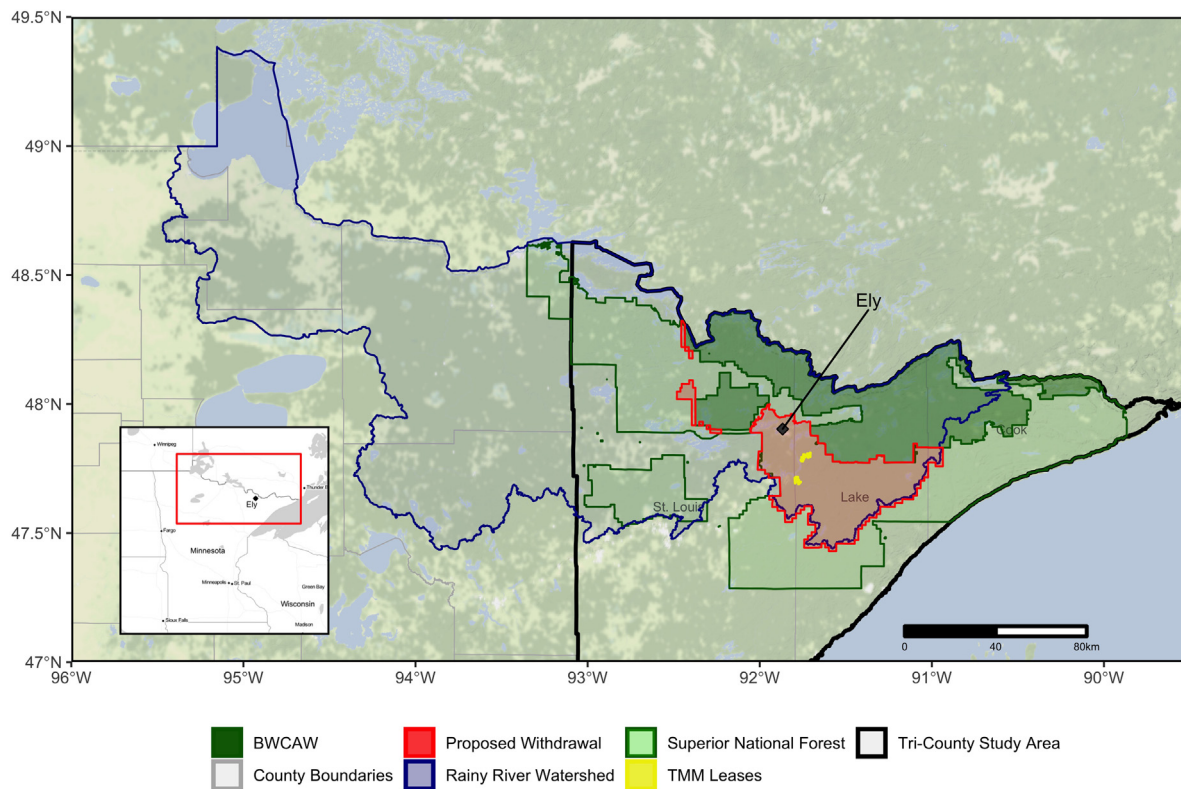 49.5°N
49°N
48.5°N
48°N
47.5°N
47°N
96°W
95°W
94°W
93°W
92°W
91°W
90°W
Ely
Cook
Lake
St. Louis
0 40 80km
Winnipeg
Thunder B
Ely
Fargo
Minnesota
Minneapolis
St. Paul
Green Bay
Wisconsin
Sioux Falls
Madison
BWCAW
Proposed Withdrawal
Superior National Forest
Tri-County Study Area
County Boundaries
Rainy River Watershed
TMM Leases